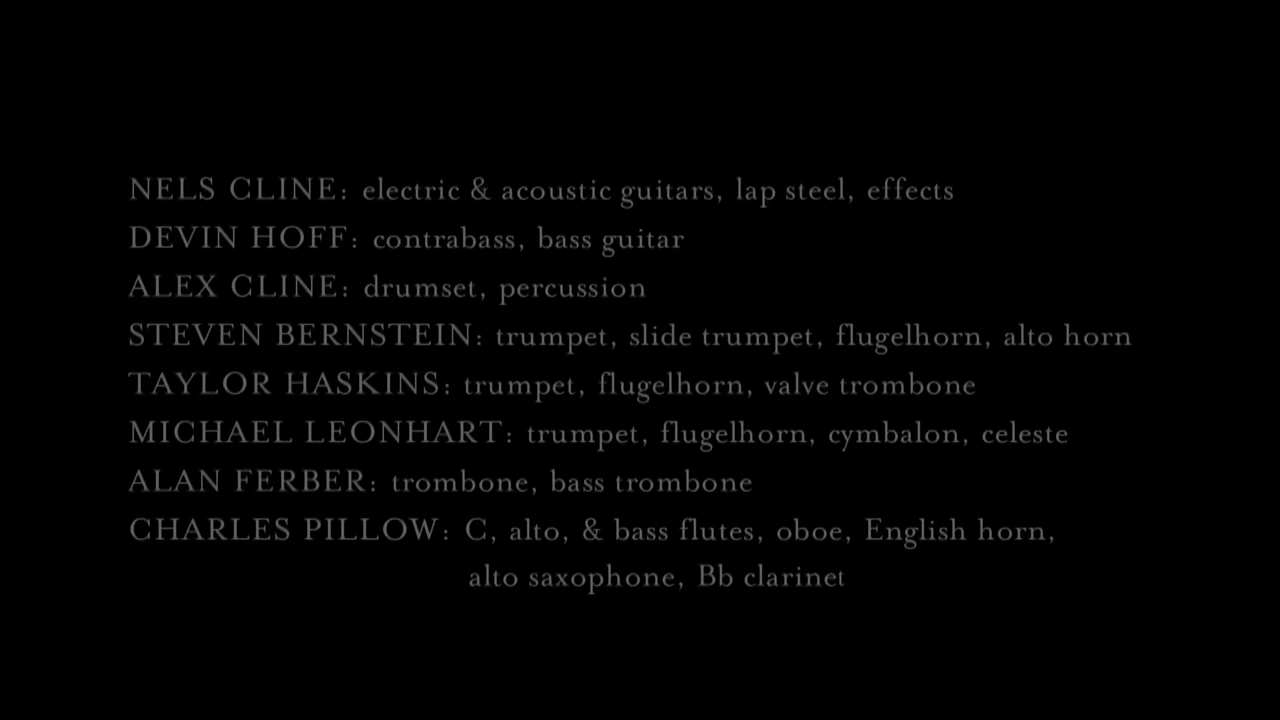 NELS CLINE: electric & acoustic guitars, lap steel, effects
DEVIN HOFF: contrabass, bass guitar
ALEX CLINE: drumset, percussion
STEVEN BERNSTEIN: trumpet, slide trumpet, flugelhorn, alto horn
TAYLOR HASKINS: trumpet, flugelhorn, valve trombone
MICHAEL LEONHART: trumpet, flugelhorn, cymbalon, celeste
ALAN FERBER: trombone, bass trombone
CHARLES PILLOW: C, alto, & bass flutes, oboe, English horn,
alto saxophone, Bb clarinet